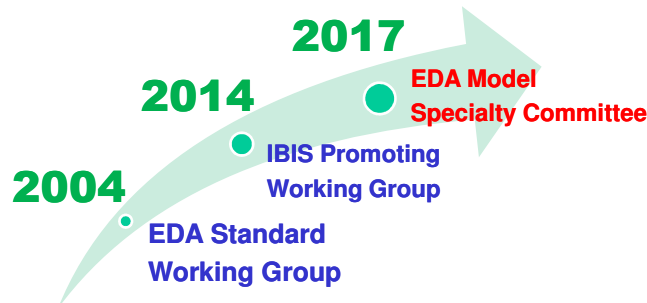 2017
EDA Model
Specialty Committee
2014
IBIS Promoting
Working Group
2004
EDA Standard
Working Group